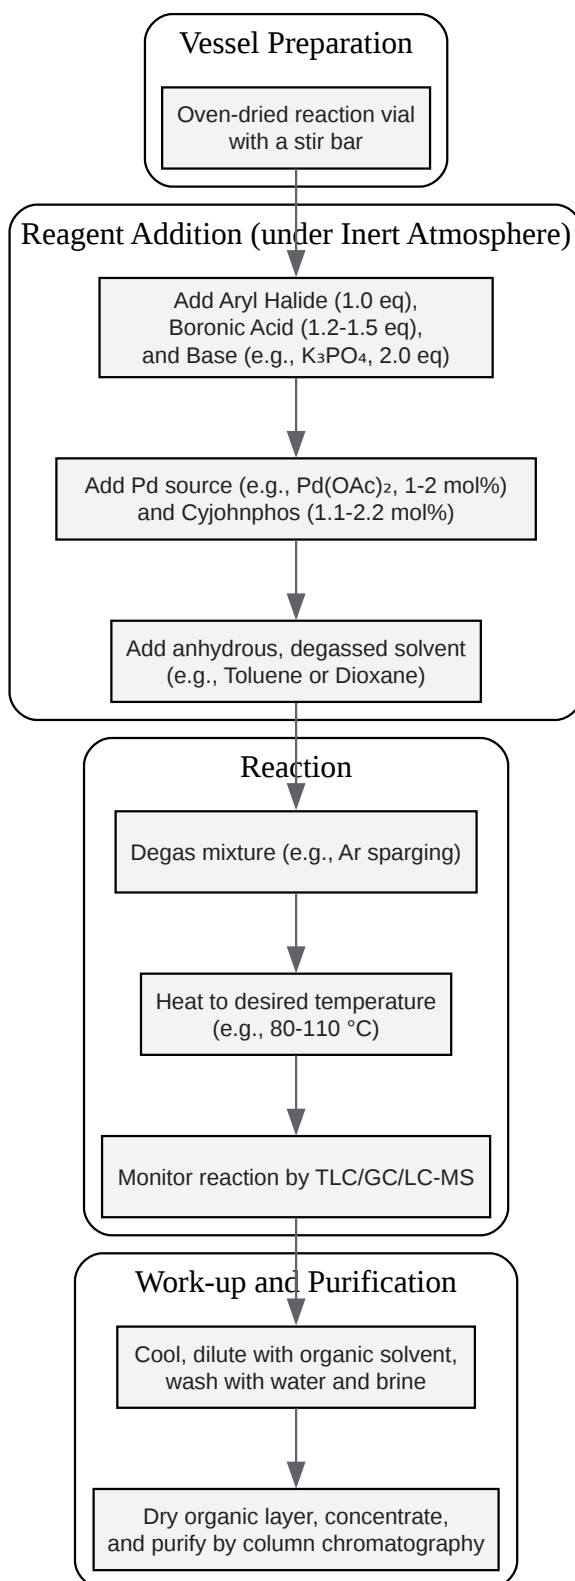 Vessel Preparation
Oven-dried reaction vial
with a stir bar
Reagent Addition (under Inert Atmosphere)
Add Aryl Halide (1.0 eq),
Boronic Acid (1.2-1.5 eq),
and Base (e.g., K₃PO₄, 2.0 eq)
Add Pd source (e.g., Pd(OAc)₂, 1-2 mol%)
and Cyjohnphos (1.1-2.2 mol%)
Add anhydrous, degassed solvent
(e.g., Toluene or Dioxane)
Reaction
Degas mixture (e.g., Ar sparging)
Heat to desired temperature
(e.g., 80-110 °C)
Monitor reaction by TLC/GC/LC-MS
Work-up and Purification
Cool, dilute with organic solvent,
wash with water and brine
Dry organic layer, concentrate,
and purify by column chromatography